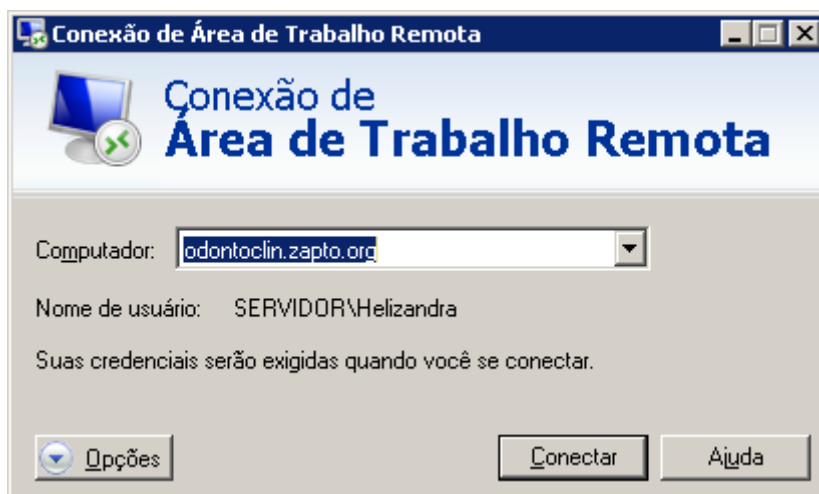 Conexão de Área de Trabalho Remota
Conexão de
Área de Trabalho Remota
Computador: odontoclin.zapto.org
Nome de usuário: SERVIDOR\Helizandra
Suas credenciais serão exigidas quando você se conectar.
Opções Conectar Ajuda